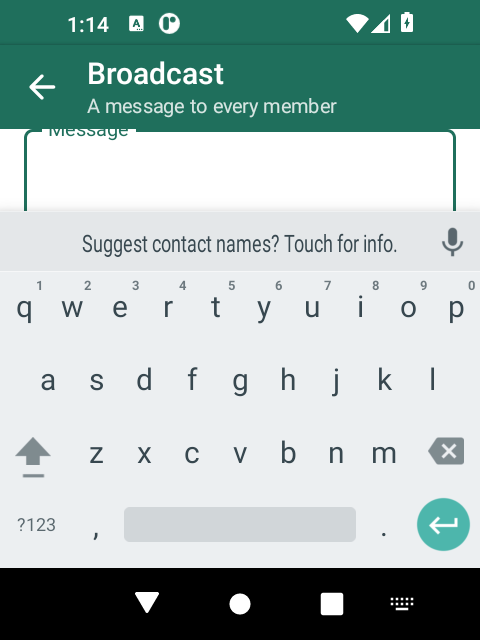 1:14
Broadcast
A message to every member
Message
Suggest contact names? Touch for info.
1 2 3 4 5 6 7 8 9 0
q w e r t y u i o p
a s d f g h j k l
z x c v b n m
?123 , .